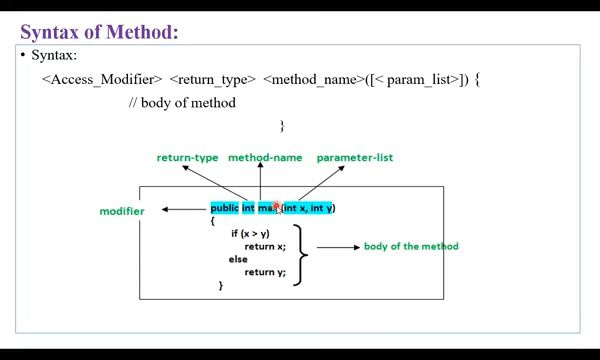 Syntax of Method:
• Syntax:
<Access_Modifier> <return_type> <method_name>([< param_list>]) {
// body of method
}
return-type method-name parameter-list
modifier
public int max(int x, int y)
{
if (x > y)
return x;
else
return y;
}
body of the method